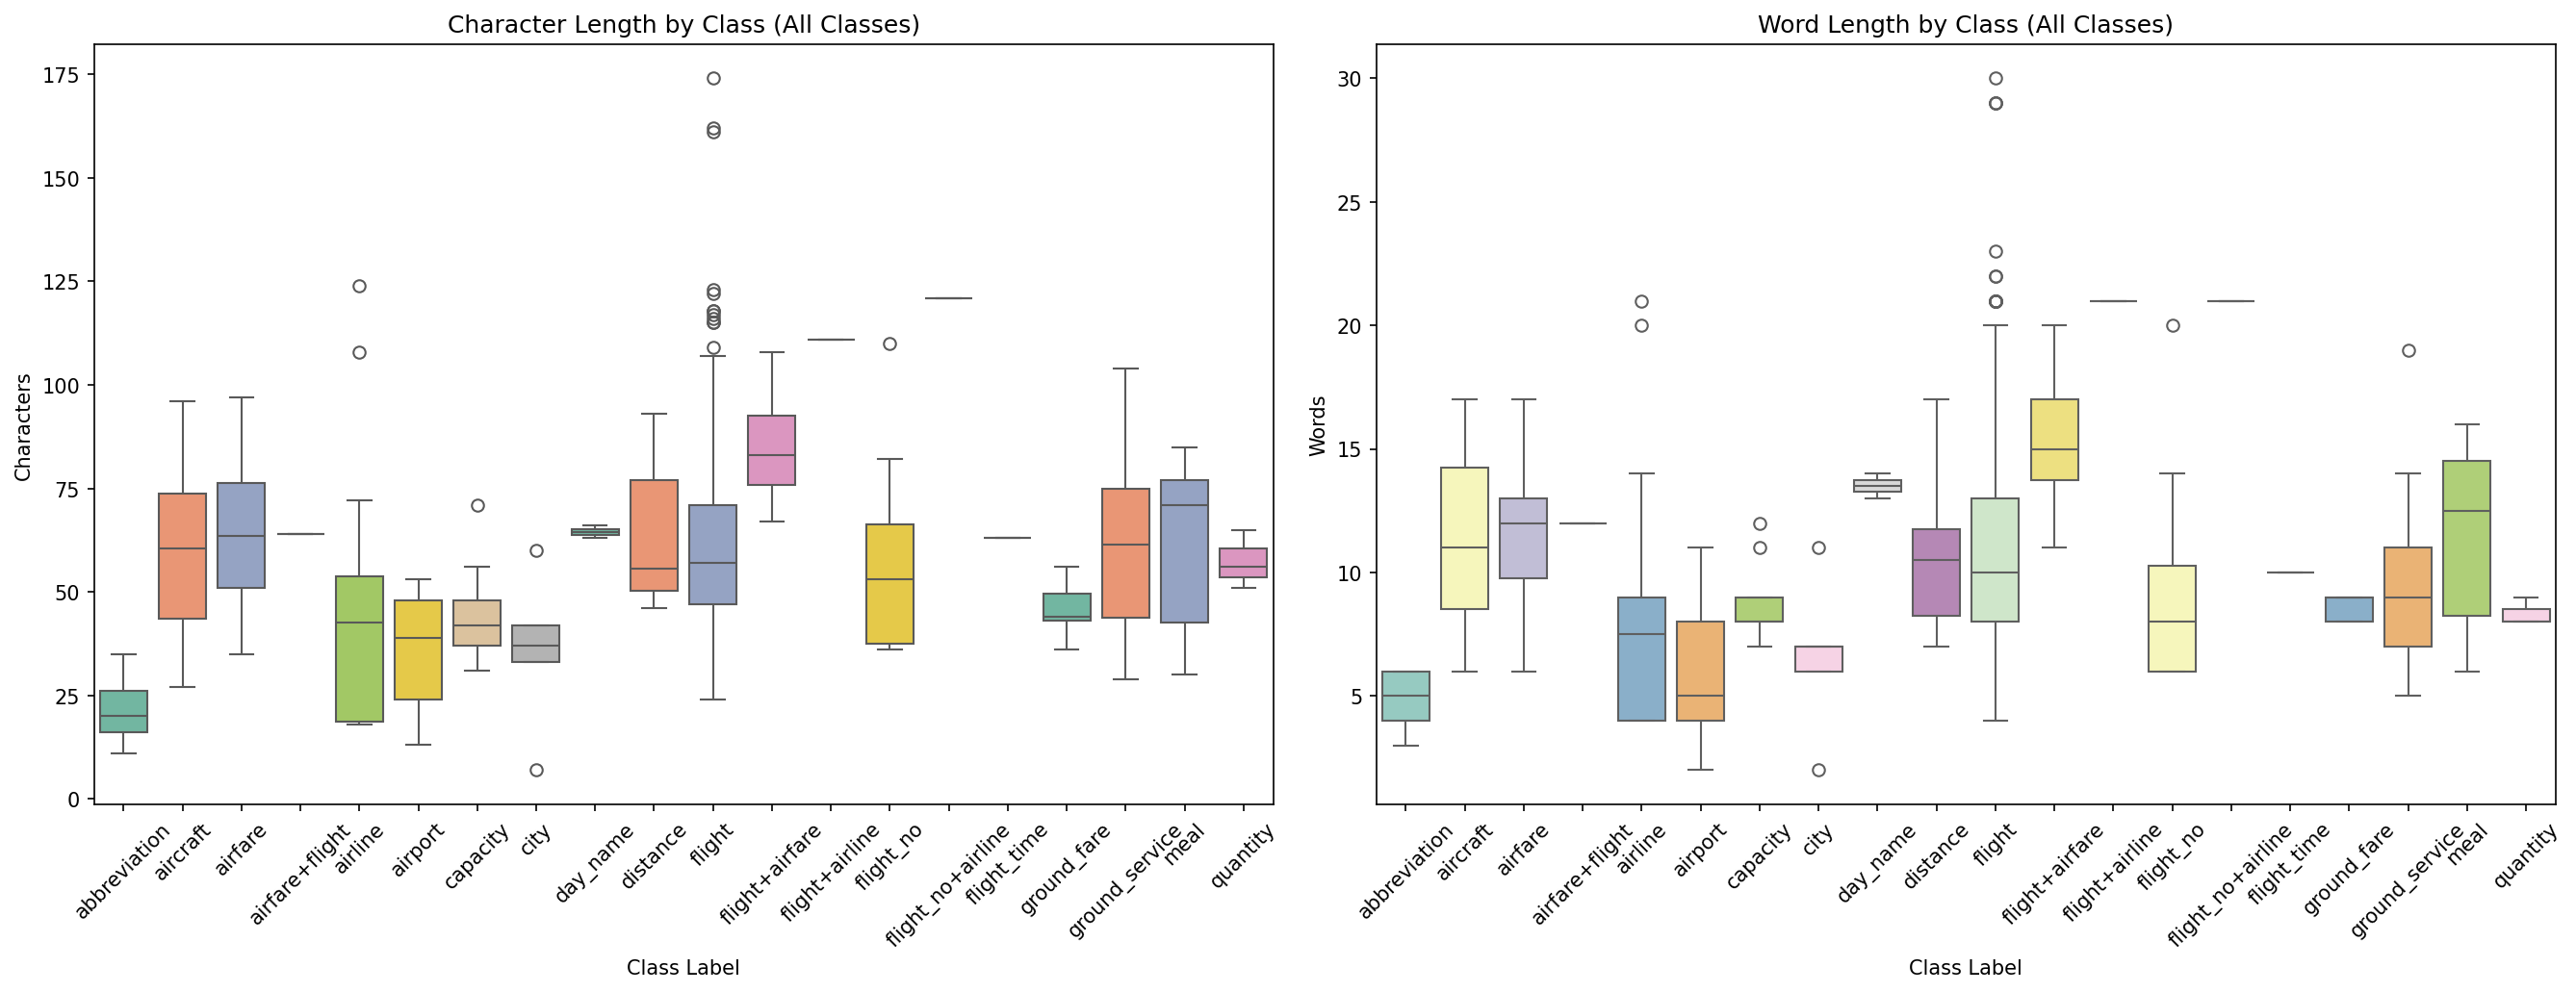 Character Length by Class (All Classes)
Characters
175
150
125
100
75
50
25
0
abbreviation
aircraft
airfare
airfare+flight
airline
airport
capacity
city
day_name
distance
flight
flight+airfare
flight+airline
flight_no
flight_no+airline
flight_time
ground_fare
ground_service
meal
quantity
Class Label
Word Length by Class (All Classes)
Words
30
25
20
15
10
5
abbreviation
aircraft
airfare
airfare+flight
airline
airport
capacity
city
day_name
distance
flight
flight+airfare
flight+airline
flight_no
flight_no+airline
flight_time
ground_fare
ground_service
meal
quantity
Class Label